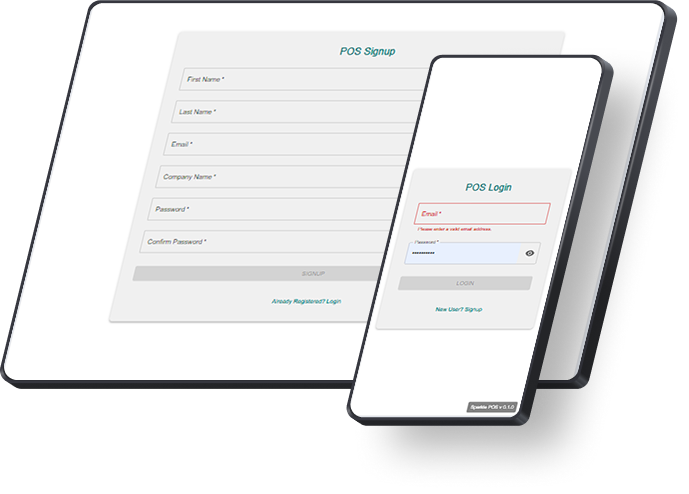 POS Signup
First Name *
Last Name *
Email *
Company Name *
Password *
Confirm Password *
SIGNUP
Already Registered? Login
POS Login
Email *
Please enter a valid email address.
Password *
••••••••••
LOGIN
New User? Signup
Sparkle POS v 0.1.0